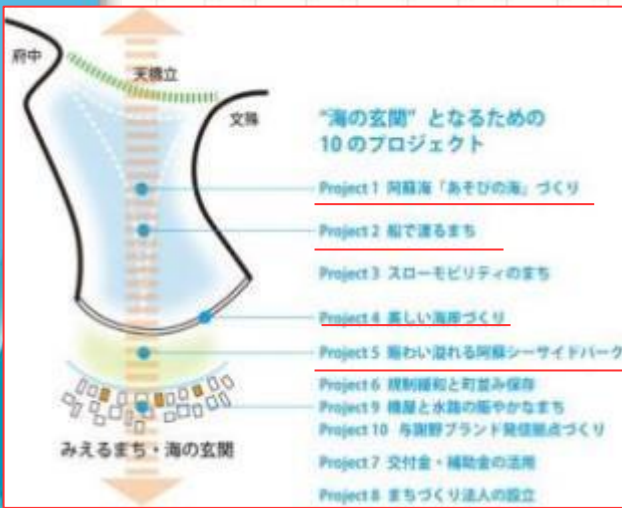 府中
天橋立
文殊
"海の玄関" となるための
10 のプロジェクト
Project 1 阿蘇海「あそびの海」づくり
Project 2 船で渡るまち
Project 3 スローモビリティのまち
Project 4 美しい海岸づくり
Project 5 賑わい溢れる阿蘇シーサイドパーク
Project 6 規制緩和と町並み保存
Project 9 機屋と水路の賑やかなまち
Project 10 与謝野ブランド発信拠点づくり
みえるまち・海の玄関
Project 7 交付金・補助金の活用
Project 8 まちづくり法人の設立